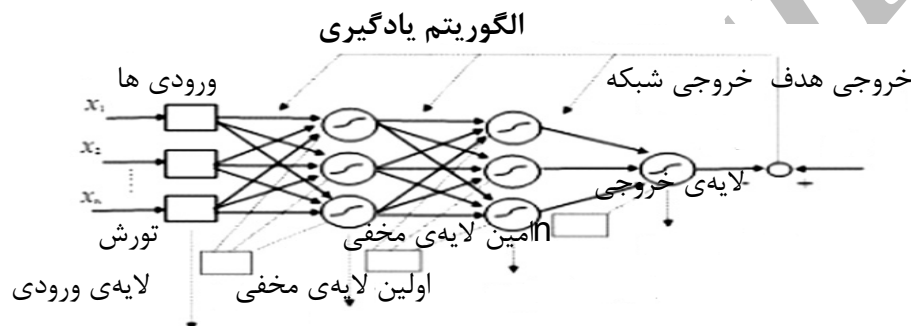 الگوریتم یادگیری
ورودی ها
خروجی شبکه
خروجی هدف
x₁
x₂
xₙ
لایه‌ی خروجی
- +
تورش
nامین لایه‌ی مخفی
لایه‌ی ورودی
اولین لایه‌ی مخفی